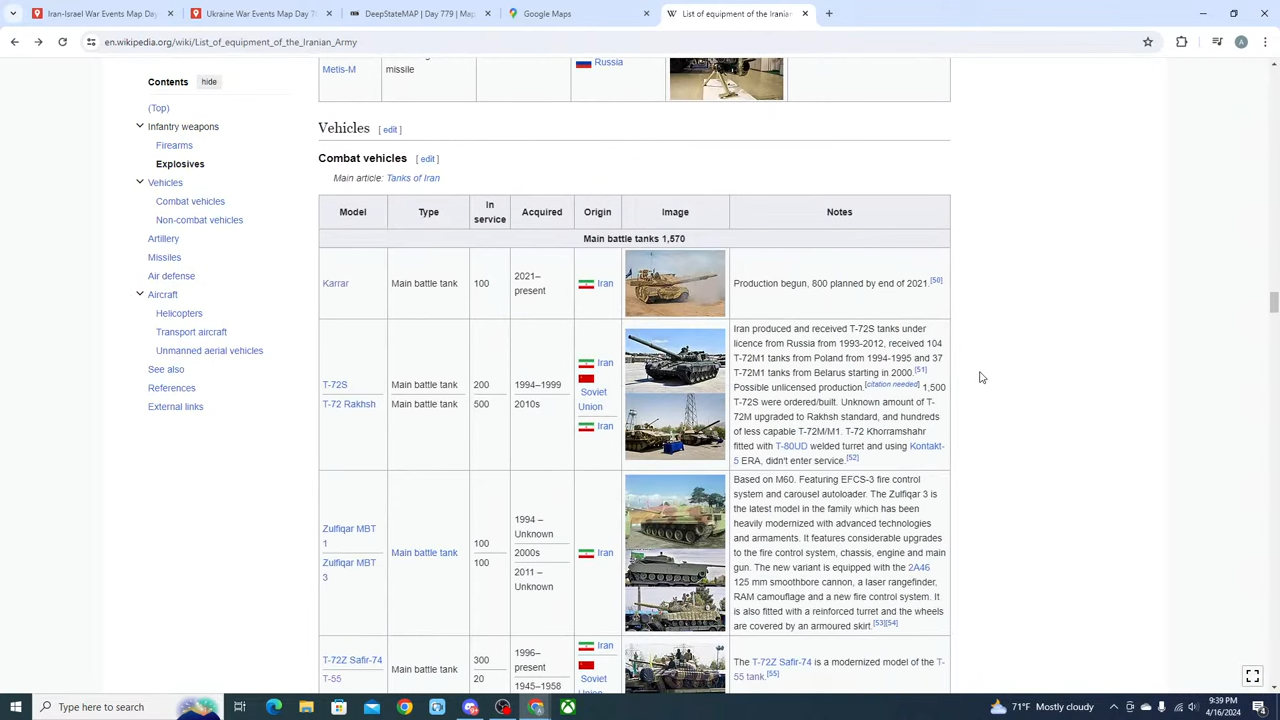 Iran-Israel War Events Map Day
Ukraine War Events Map Day 7
DeepStateMAP | Day 779 | Map
Google Maps
List of equipment of the Iranian
A
en.wikipedia.org/wiki/List_of_equipment_of_the_Iranian_Army
Contents
hide
(Top)
Infantry weapons
Firearms
Explosives
Vehicles
Combat vehicles
Non-combat vehicles
Artillery
Missiles
Air defense
Aircraft
Helicopters
Transport aircraft
Unmanned aerial vehicles
See also
References
External links
Metis-M
missile
Russia
Vehicles [ edit ]
Combat vehicles [ edit ]
Main article: Tanks of Iran
Model
Type
In
service
Acquired
Origin
Image
Notes
Main battle tanks 1,570
Karrar
Main battle tank
100
2021–
present
Iran
Production begun, 800 planned by end of 2021.[50]
T-72S
T-72 Rakhsh
Main battle tank
Main battle tank
200
500
1994–1999
2010s
Iran
Soviet
Union
Iran
Iran produced and received T-72S tanks under
licence from Russia from 1993-2012, received 104
T-72M1 tanks from Poland from 1994-1995 and 37
T-72M1 tanks from Belarus starting in 2000.[51]
Possible unlicensed production.[citation needed] 1,500
T-72S were ordered/built. Unknown amount of T-
72M upgraded to Rakhsh standard, and hundreds
of less capable T-72M/M1. T-72 Khorramshahr
fitted with T-80UD welded turret and using Kontakt-
5 ERA, didn't enter service.[52]
Zulfiqar MBT
1
Zulfiqar MBT
3
Main battle tank
100
100
1994 –
Unknown
2000s
2011 –
Unknown
Iran
Based on M60. Featuring EFCS-3 fire control
system and carousel autoloader. The Zulfiqar 3 is
the latest model in the family which has been
heavily modernized with advanced technologies
and armaments. It features considerable upgrades
to the fire control system, chassis, engine and main
gun. The new variant is equipped with the 2A46
125 mm smoothbore cannon, a laser rangefinder,
RAM camouflage and a new fire control system. It
is also fitted with a reinforced turret and the wheels
are covered by an armoured skirt.[53][54]
T-72Z Safir-74
T-55
Main battle tank
300
20
1996–
present
1945–1958
Iran
Soviet
Union
The T-72Z Safir-74 is a modernized model of the T-
55 tank.[55]
Type here to search
71°F Mostly cloudy
9:39 PM
4/16/2024
4